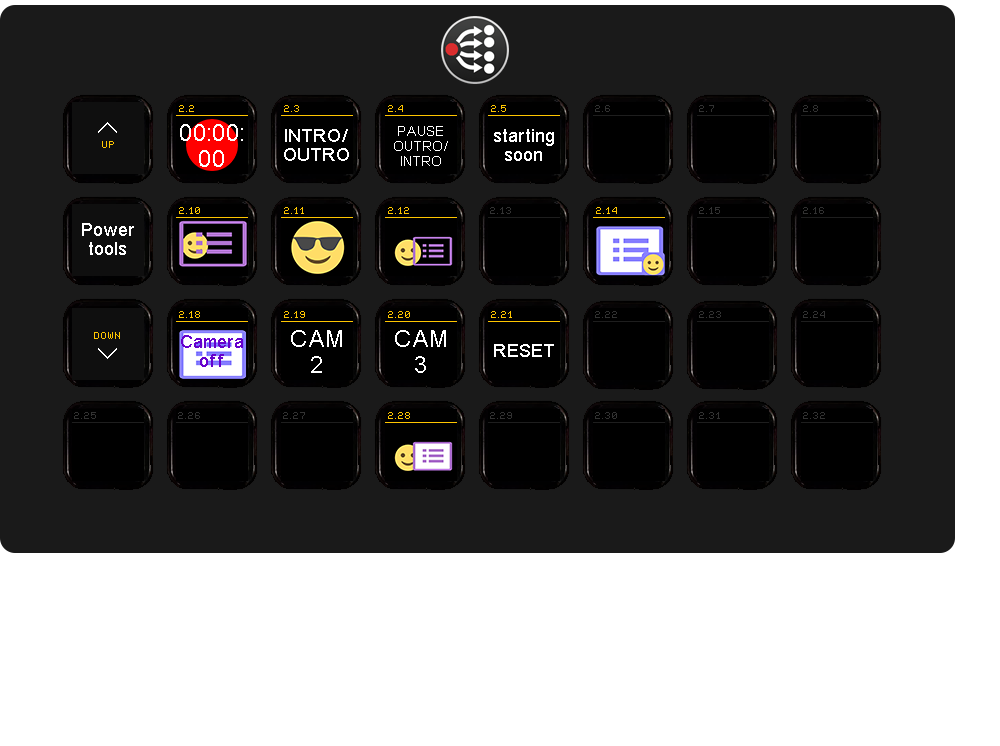 2.2
2.3
2.4
2.5
2.6
2.7
2.8
UP
00:00:
00
INTRO/
OUTRO
PAUSE
OUTRO/
INTRO
starting
soon
2.10
2.11
2.12
2.13
2.14
2.15
2.16
Power
tools
DOWN
2.18
2.19
2.20
2.21
2.22
2.23
2.24
Camera
off
CAM
2
CAM
3
RESET
2.25
2.26
2.27
2.28
2.29
2.30
2.31
2.32